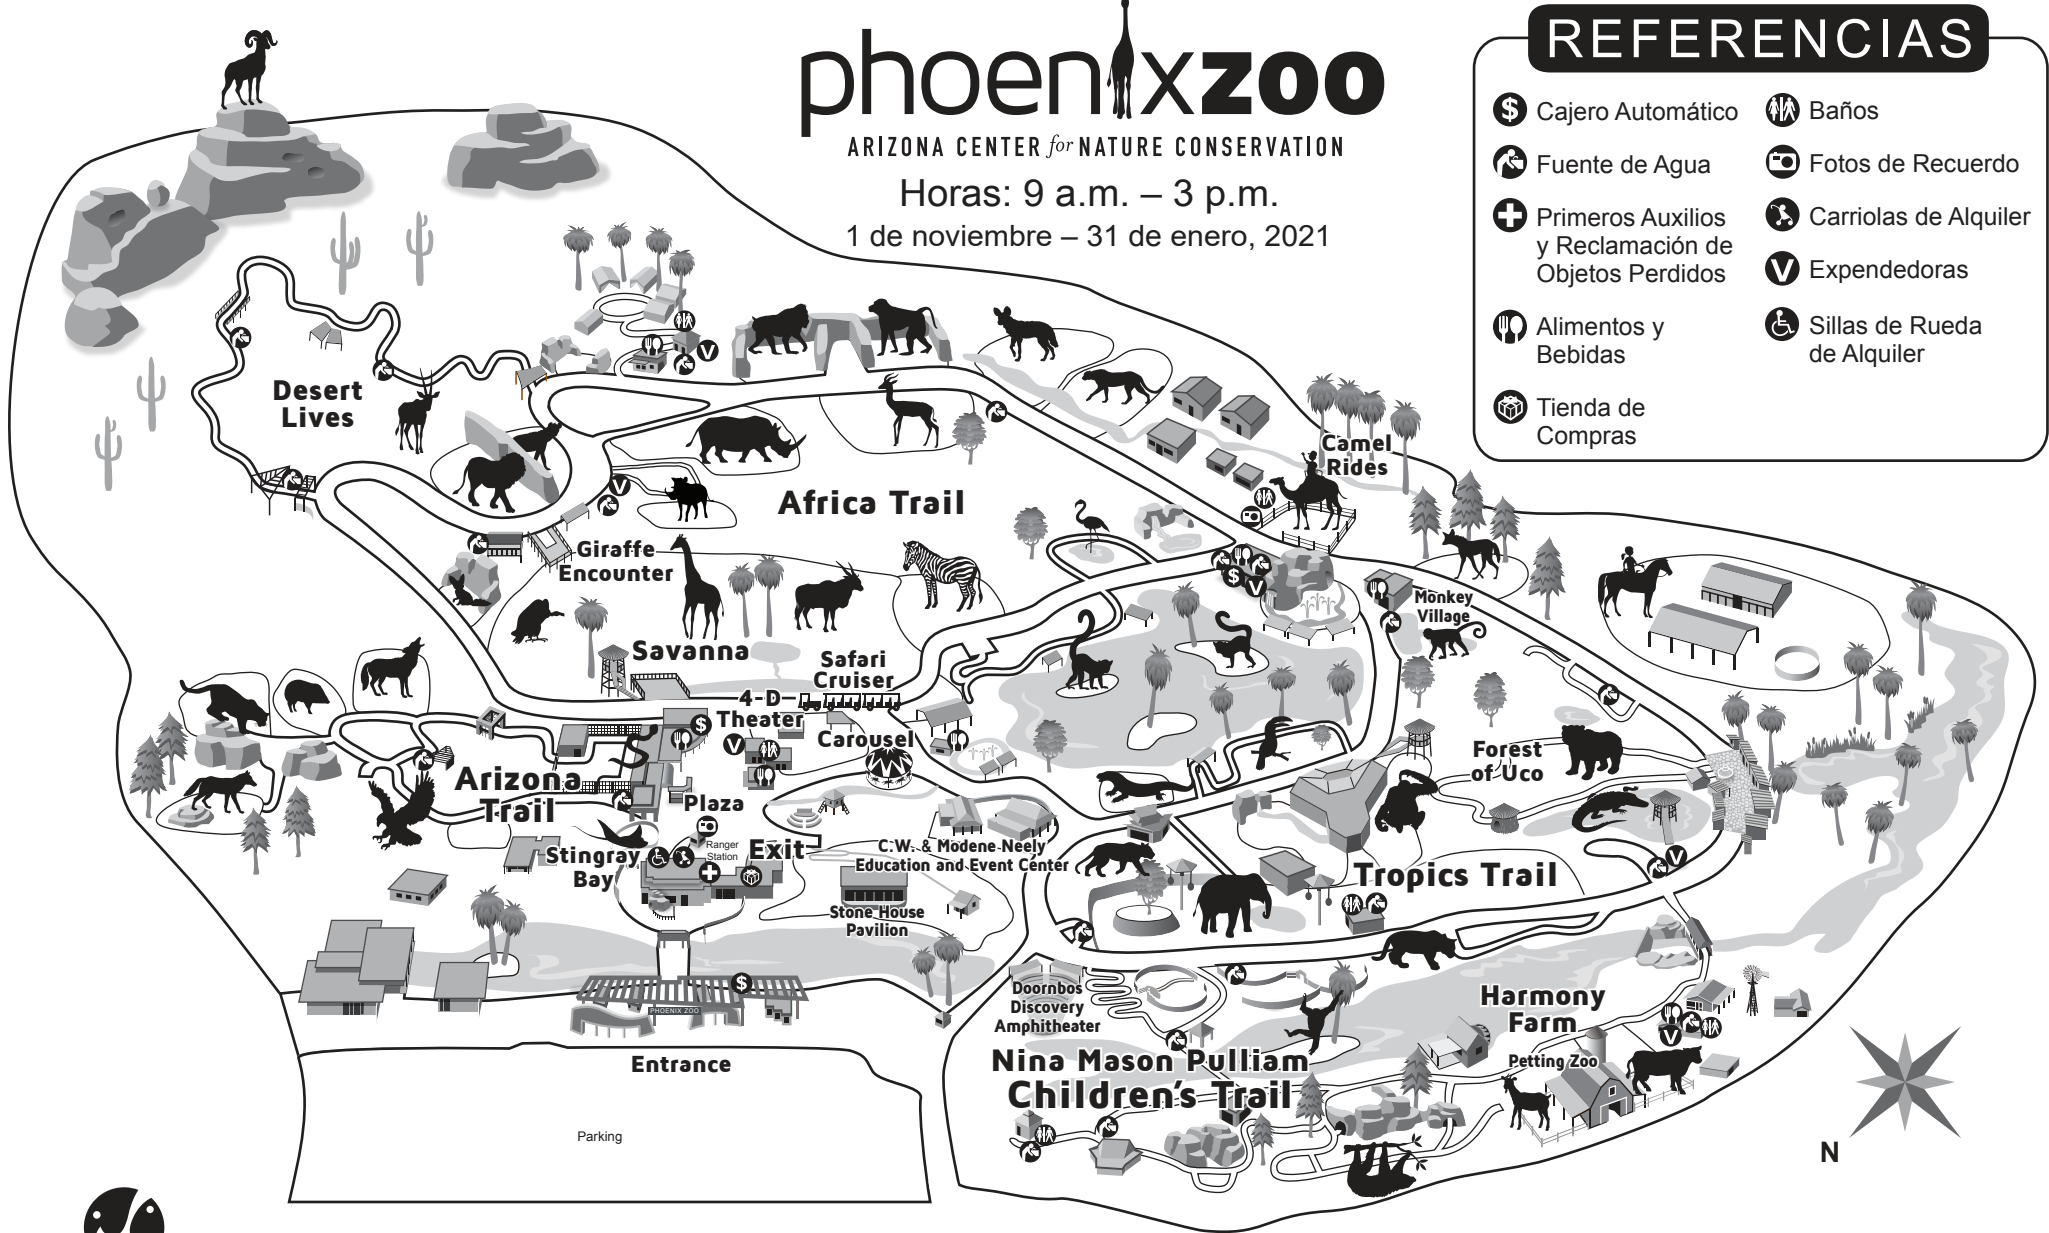 phoenixzoo
ARIZONA CENTER for NATURE CONSERVATION
Horas: 9 a.m. – 3 p.m.
1 de noviembre – 31 de enero, 2021
REFERENCIAS
$ Cajero Automático
Fuente de Agua
Primeros Auxilios
y Reclamación de
Objetos Perdidos
Alimentos y
Bebidas
Tienda de
Compras
Baños
Fotos de Recuerdo
Carriolas de Alquiler
V Expendedoras
Sillas de Rueda
de Alquiler
Desert
Lives
V
Camel
Rides
Africa Trail
V
Giraffe
Encounter
$
V
Monkey
Village
Savanna
Safari
Cruiser
4-D
Theater
$
V
Carousel
Forest
of Uco
Arizona
Trail
Plaza
Ranger
Station
Exit
Stingray
Bay
C.W. & Modene Neely
Education and Event Center
V
Tropics Trail
Stone House
Pavilion
$
PHOENIX ZOO
Entrance
Parking
Doornbos
Discovery
Amphitheater
Harmony
Farm
V
Petting Zoo
Nina Mason Pulliam
Children's Trail
N